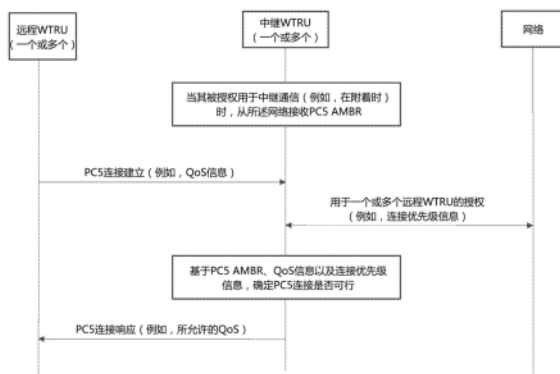 远程WTRU
（一个或多个）
中继WTRU
（一个或多个）
网络
当其被授权用于中继通信（例如，在附着时）
时，从所述网络接收PC5 AMBR
PC5连接建立（例如，QoS信息）
用于一个或多个远程WTRU的授权
（例如，连接优先级信息）
基于PC5 AMBR、QoS信息以及连接优先级
信息，确定PC5连接是否可行
PC5连接响应（例如，所允许的QoS）